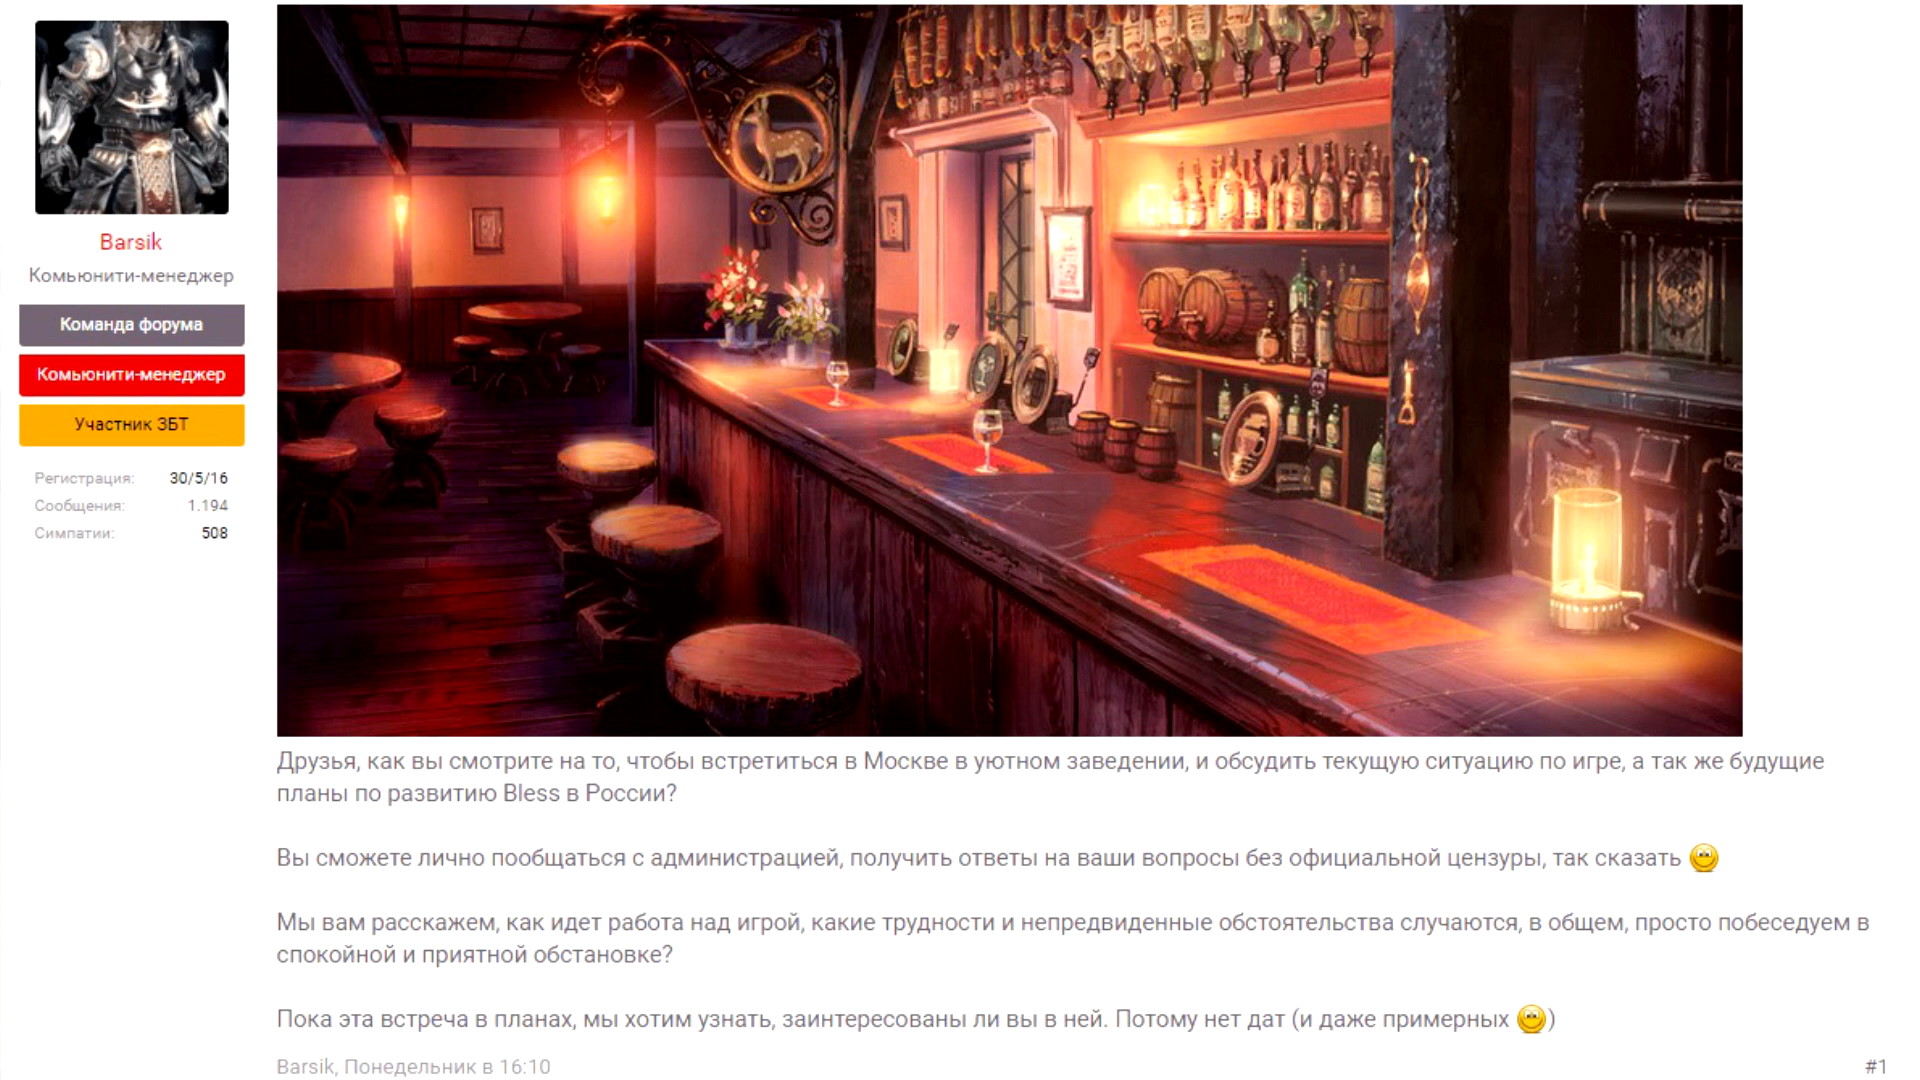 Barsik
Комьюнити-менеджер
Команда форума
Комьюнити-менеджер
Участник ЗБТ
Регистрация: 30/5/16
Сообщения: 1.194
Симпатии: 508
Друзья, как вы смотрите на то, чтобы встретиться в Москве в уютном заведении, и обсудить текущую ситуацию по игре, а так же будущие
планы по развитию Bless в России?
Вы сможете лично пообщаться с администрацией, получить ответы на ваши вопросы без официальной цензуры, так сказать
Мы вам расскажем, как идет работа над игрой, какие трудности и непредвиденные обстоятельства случаются, в общем, просто побеседуем в
спокойной и приятной обстановке?
Пока эта встреча в планах, мы хотим узнать, заинтересованы ли вы в ней. Потому нет дат (и даже примерных )
Barsik, Понедельник в 16:10 #1